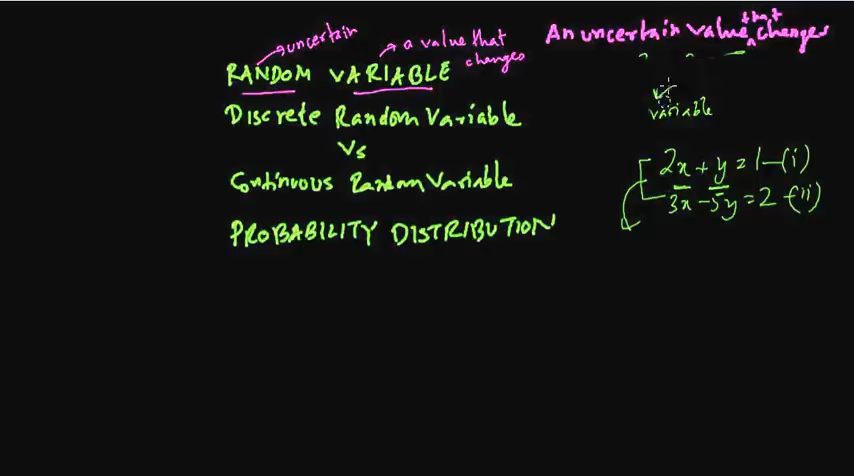 uncertain
a value that
changes
An uncertain value that changes
RANDOM VARIABLE
variable
Discrete Random Variable
Vs
2x + y = 1 -(i)
Continuous Random Variable
3x - 5y = 2 -(ii)
PROBABILITY DISTRIBUTION